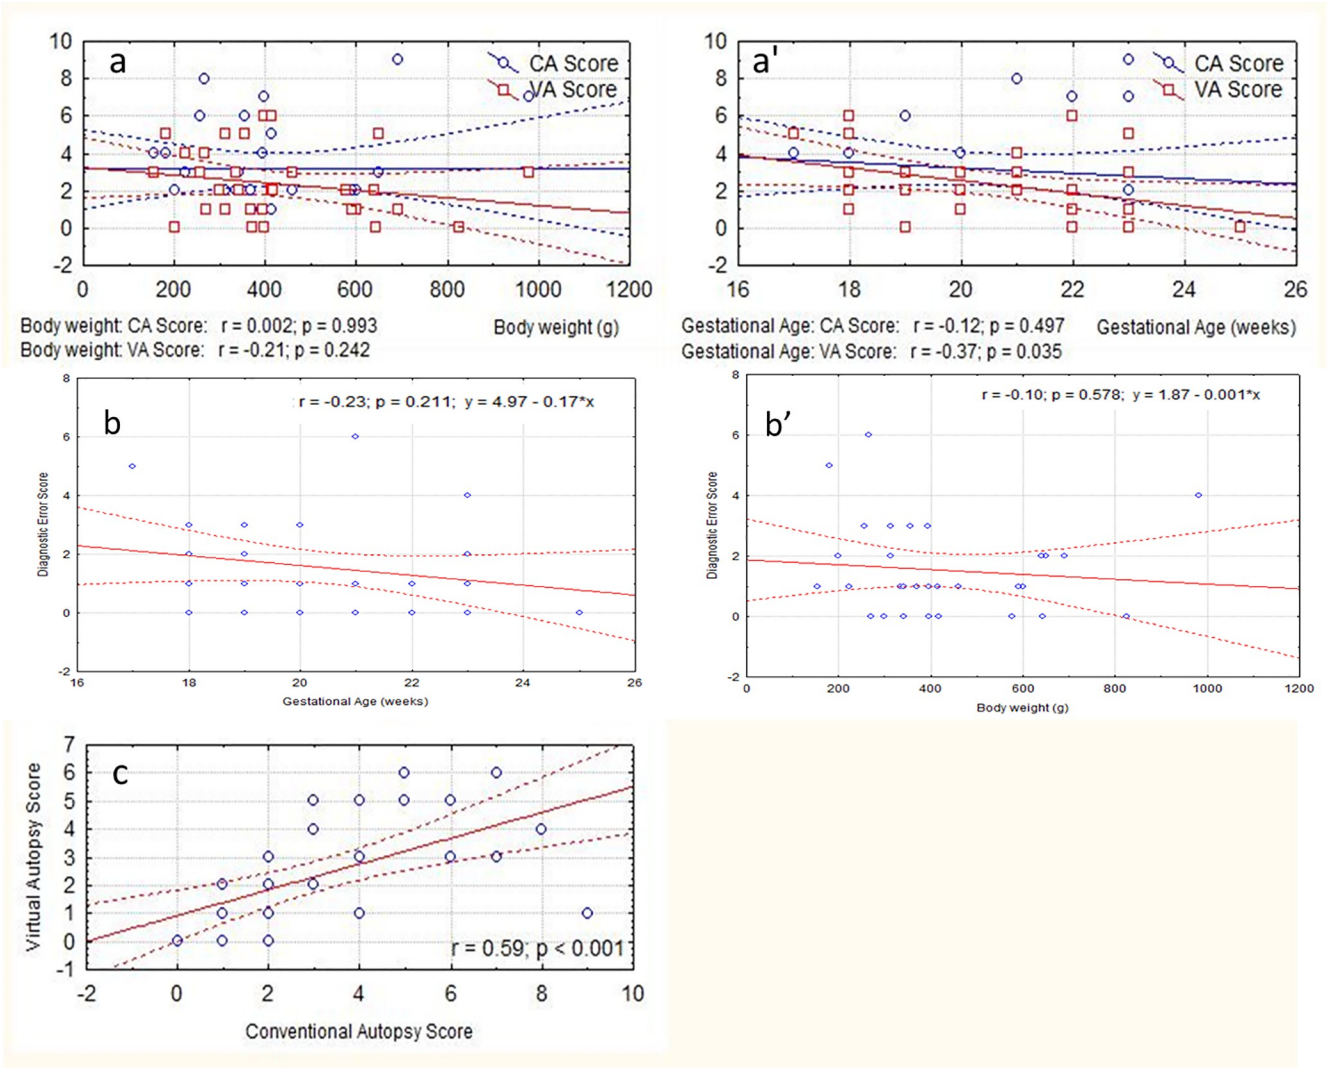 a
CA Score
VA Score
10
8
6
4
2
0
-2
0 200 400 600 800 1000 1200
Body weight: CA Score: r = 0.002; p = 0.993 Body weight (g)
Body weight: VA Score: r = -0.21; p = 0.242
a'
CA Score
VA Score
10
8
6
4
2
0
-2
16 18 20 22 24 26
Gestational Age: CA Score: r = -0.12; p = 0.497 Gestational Age (weeks)
Gestational Age: VA Score: r = -0.37; p = 0.035
b
r = -0.23; p = 0.211; y = 4.97 - 0.17*x
Diagnostic Error Score
8
6
4
2
0
-2
16 18 20 22 24 26
Gestational Age (weeks)
b’
r = -0.10; p = 0.578; y = 1.87 - 0.001*x
Diagnostic Error Score
8
6
4
2
0
-2
0 200 400 600 800 1000 1200
Body weight (g)
c
Virtual Autopsy Score
7
6
5
4
3
2
1
0
-1
r = 0.59; p < 0.001
-2 0 2 4 6 8 10
Conventional Autopsy Score